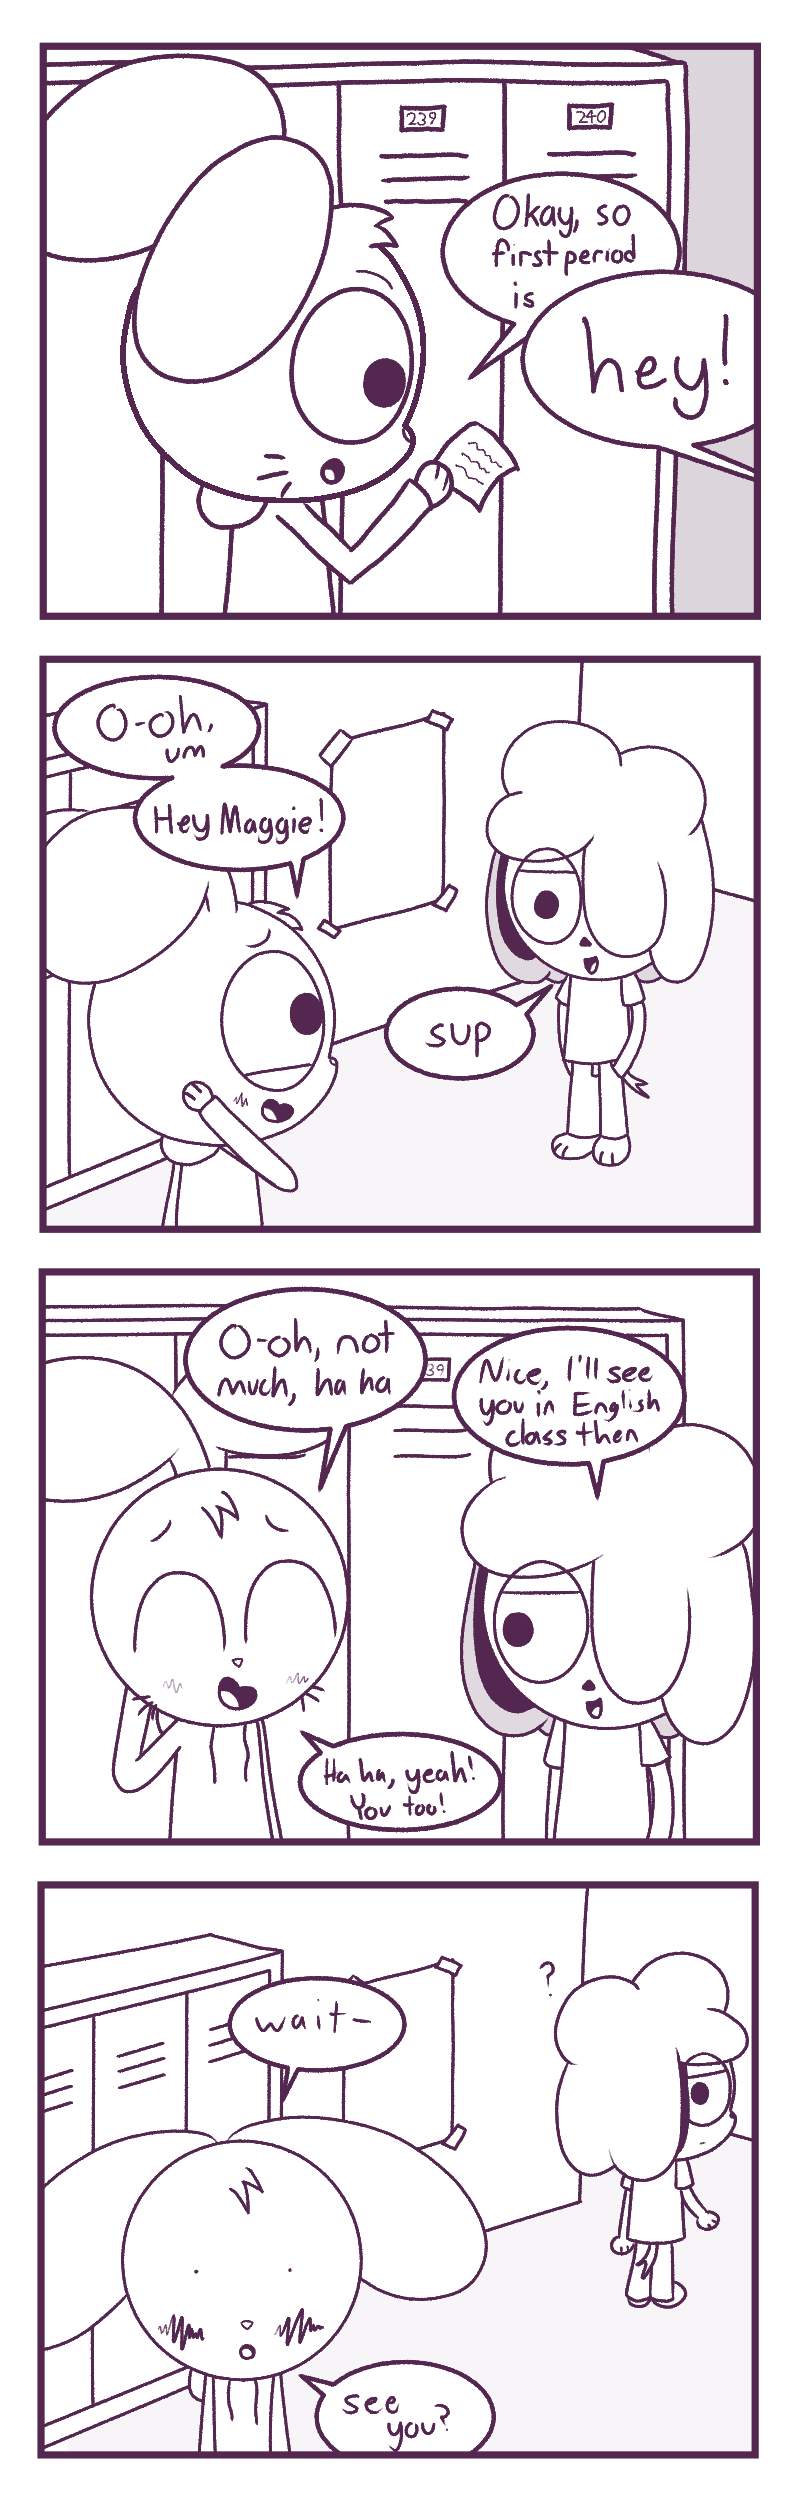 239
240
Okay, so
first period
is
hey!
O-oh,
um
Hey Maggie!
sup
O-oh, not
much, ha ha
39
Nice, I'll see
you in English
class then
Ha ha, yeah!
You too!
?
wait-
see
you?